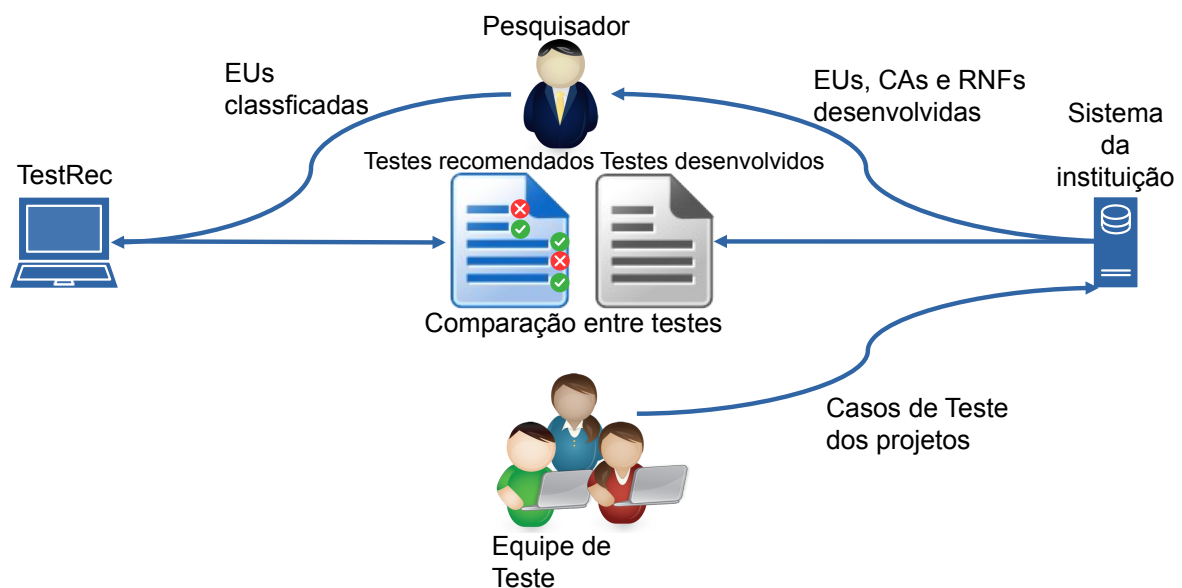 Pesquisador
EUs
classficadas
EUs, CAs e RNFs
desenvolvidas
Sistema
da
instituição
TestRec
Testes recomendados Testes desenvolvidos
Comparação entre testes
Casos de Teste
dos projetos
Equipe de
Teste